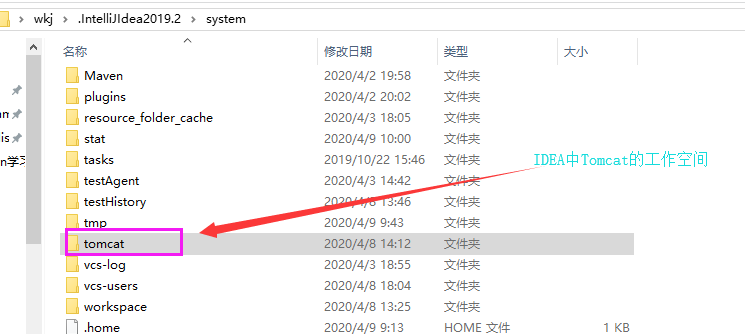 wkj › .IntelliJIdea2019.2 › system
名称 修改日期 类型 大小
Maven 2020/4/2 19:58 文件夹
plugins 2020/4/2 20:02 文件夹
resource_folder_cache 2020/4/3 18:05 文件夹
stat 2020/4/9 10:00 文件夹
tasks 2019/10/22 15:46 文件夹
testAgent 2020/4/3 14:42 文件夹
testHistory 2020/4/8 13:46 文件夹
tmp 2020/4/9 9:43 文件夹
tomcat 2020/4/8 14:12 文件夹
vcs-log 2020/4/3 18:55 文件夹
vcs-users 2020/4/8 18:04 文件夹
workspace 2020/4/8 13:25 文件夹
.home 2020/4/9 9:13 HOME 文件 1 KB
IDEA中Tomcat的工作空间